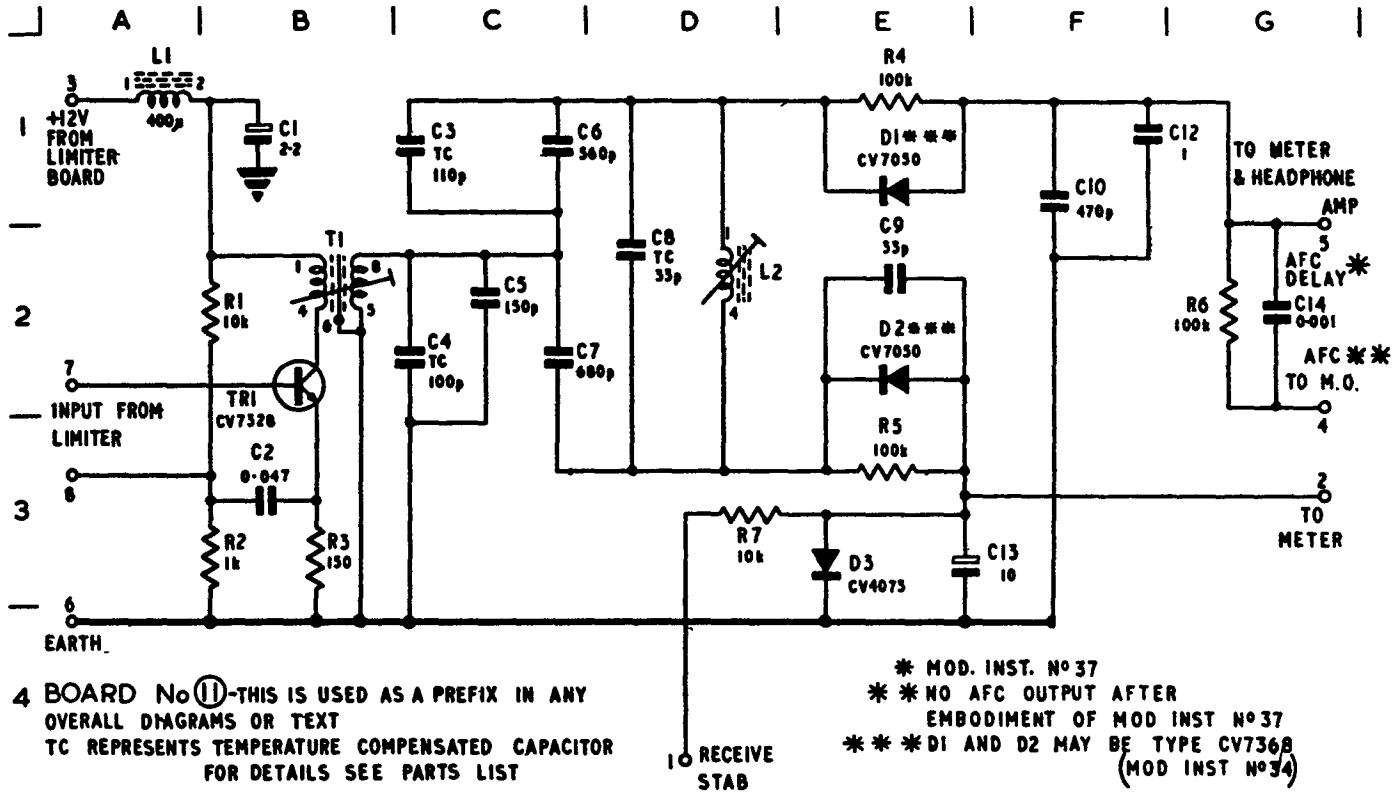 A | B | C | D | E | F | G |
L1
1 2
400μ
3
+12V
FROM
LIMITER
BOARD
1
C1
2·2
C3
TC
110p
C6
560p
R4
100k
D1 ***
CV7050
C9
33p
C10
470p
C12
1
TO METER
& HEADPHONE
AMP
5
AFC *
DELAY
C14
0·001
R6
100k
AFC **
TO M.O.
4
2
R1
10k
T1
1 8
4 6 5
C5
150p
C4
TC
100p
C7
680p
C8
TC
33p
1
L2
4
D2 ***
CV7050
R5
100k
7
INPUT FROM
LIMITER
8
TR1
CV7328
C2
0·047
3
R2
1k
R3
150
R7
10k
D3
CV4073
C13
10
2
TO
METER
6
EARTH
4 BOARD No 11 - THIS IS USED AS A PREFIX IN ANY
OVERALL DIAGRAMS OR TEXT
TC REPRESENTS TEMPERATURE COMPENSATED CAPACITOR
FOR DETAILS SEE PARTS LIST
1 RECEIVE
STAB
* MOD. INST. Nº 37
** NO AFC OUTPUT AFTER
EMBODIMENT OF MOD INST Nº 37
*** D1 AND D2 MAY BE TYPE CV7368
(MOD INST Nº 34)